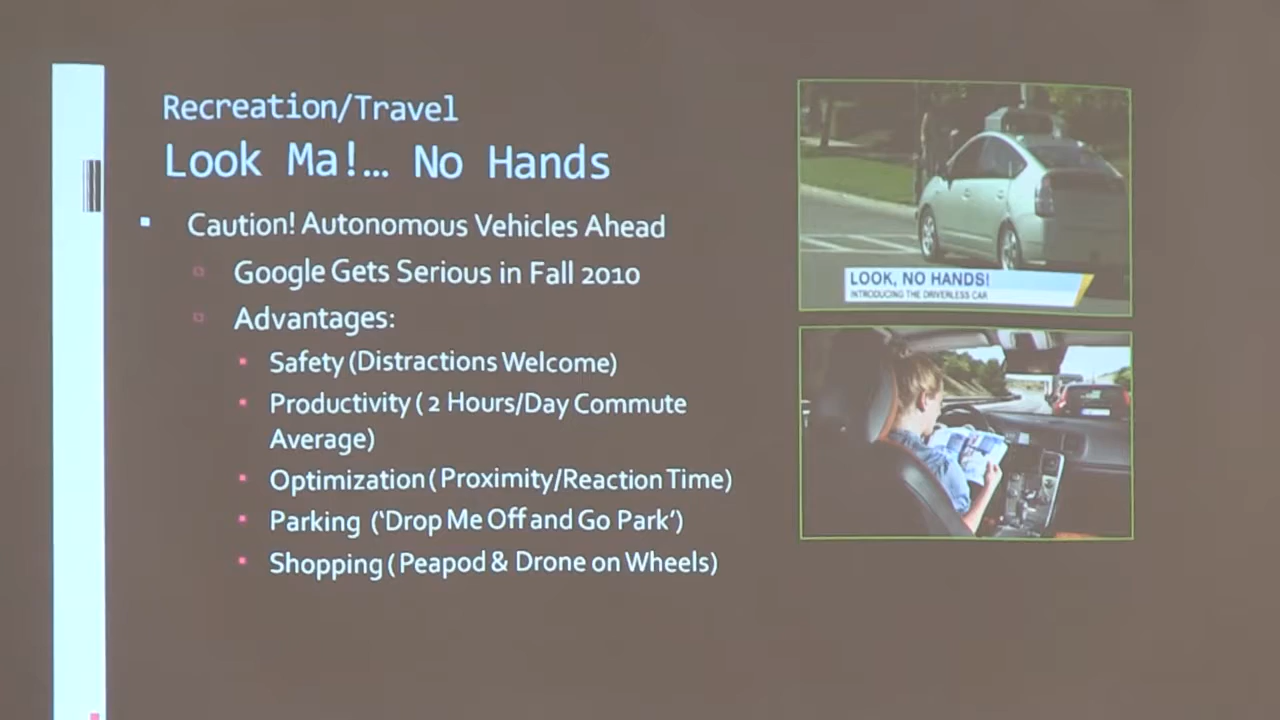 Recreation/Travel
Look Ma!... No Hands
Caution! Autonomous Vehicles Ahead
Google Gets Serious in Fall 2010
Advantages:
Safety (Distractions Welcome)
Productivity ( 2 Hours/Day Commute
Average)
Optimization ( Proximity/Reaction Time)
Parking ('Drop Me Off and Go Park')
Shopping ( Peapod & Drone on Wheels)
LOOK, NO HANDS!
INTRODUCING THE DRIVERLESS CAR